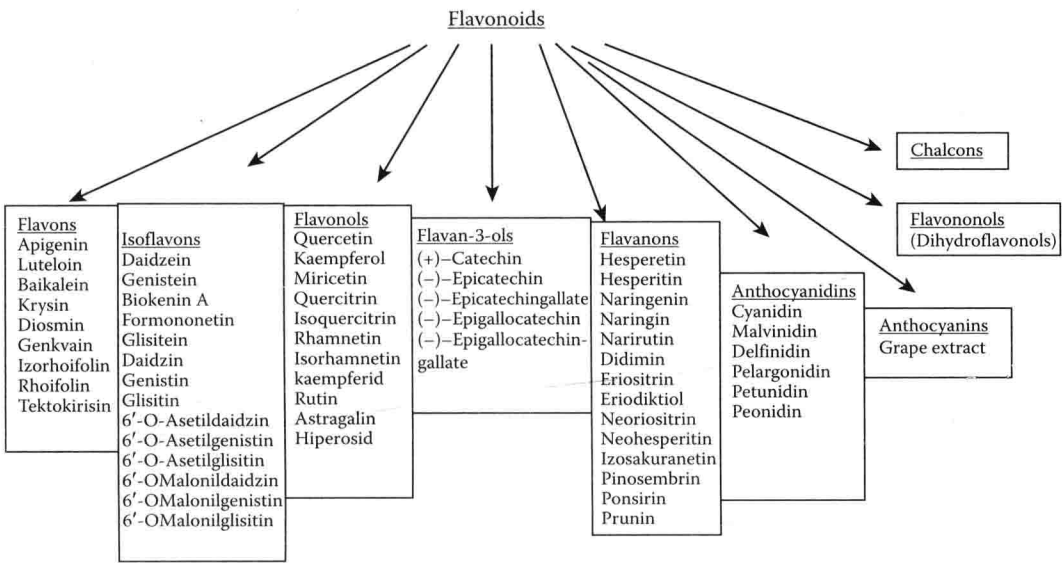 Flavonoids
Flavons
Apigenin
Luteloin
Baikalein
Krysin
Diosmin
Genkvain
Izorhoifolin
Rhoifolin
Tektokirisin
Isoflavons
Daidzein
Genistein
Biokenin A
Formononetin
Glisitein
Daidzin
Genistin
Glisitin
6′-O-Asetildaidzin
6′-O-Asetilgenistin
6′-O-Asetilglisitin
6′-OMalonildaidzin
6′-OMalonilgenistin
6′-OMalonilglisitin
Flavonols
Quercetin
Kaempferol
Miricetin
Quercitrin
Isoquercitrin
Rhamnetin
Isorhamnetin
kaempferid
Rutin
Astragalin
Hiperosid
Flavan-3-ols
(+)–Catechin
(–)–Epicatechin
(–)–Epicatechingallate
(–)–Epigallocatechin
(–)–Epigallocatechin-
gallate
Flavanons
Hesperetin
Hesperitin
Naringenin
Naringin
Narirutin
Didimin
Eriositrin
Eriodiktiol
Neoriositrin
Neohesperitin
Izosakuranetin
Pinosembrin
Ponsirin
Prunin
Anthocyanidins
Cyanidin
Malvinidin
Delfinidin
Pelargonidin
Petunidin
Peonidin
Anthocyanins
Grape extract
Flavononols
(Dihydroflavonols)
Chalcons